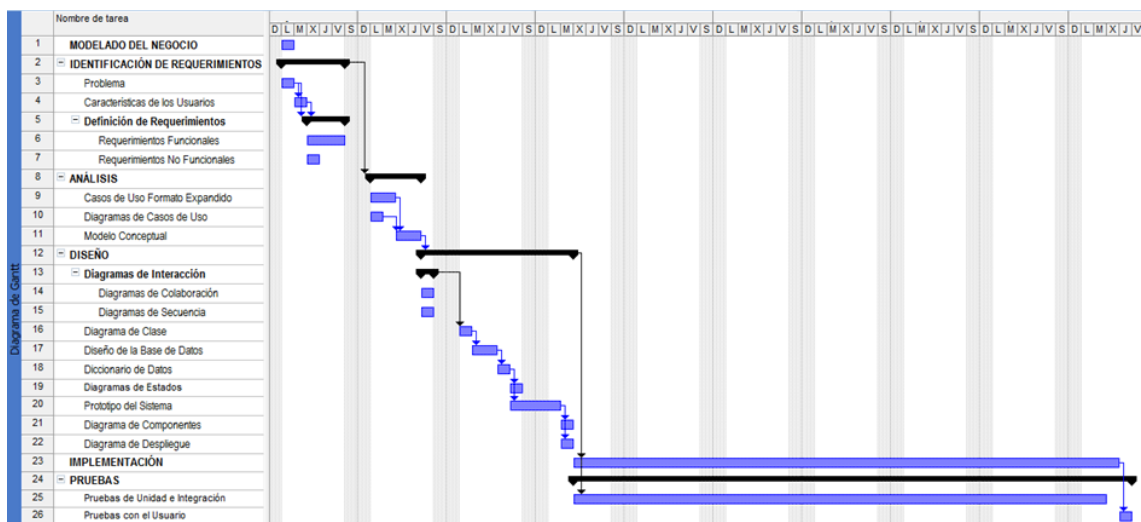 Nombre de tarea
D L M X J V S D L M X J V S D L M X J V S D L M X J V S D L M X J V S D L M X J V S D L M X J V S D L M X J V S D L M X J V S D L M X J V
1 MODELADO DEL NEGOCIO
2 IDENTIFICACIÓN DE REQUERIMIENTOS
3 Problema
4 Características de los Usuarios
5 Definición de Requerimientos
6 Requerimientos Funcionales
7 Requerimientos No Funcionales
8 ANÁLISIS
9 Casos de Uso Formato Expandido
10 Diagramas de Casos de Uso
11 Modelo Conceptual
12 DISEÑO
13 Diagramas de Interacción
14 Diagramas de Colaboración
15 Diagramas de Secuencia
16 Diagrama de Clase
17 Diseño de la Base de Datos
18 Diccionario de Datos
19 Diagramas de Estados
20 Prototipo del Sistema
21 Diagrama de Componentes
22 Diagrama de Despliegue
23 IMPLEMENTACIÓN
24 PRUEBAS
25 Pruebas de Unidad e Integración
26 Pruebas con el Usuario
Diagrama de Gantt